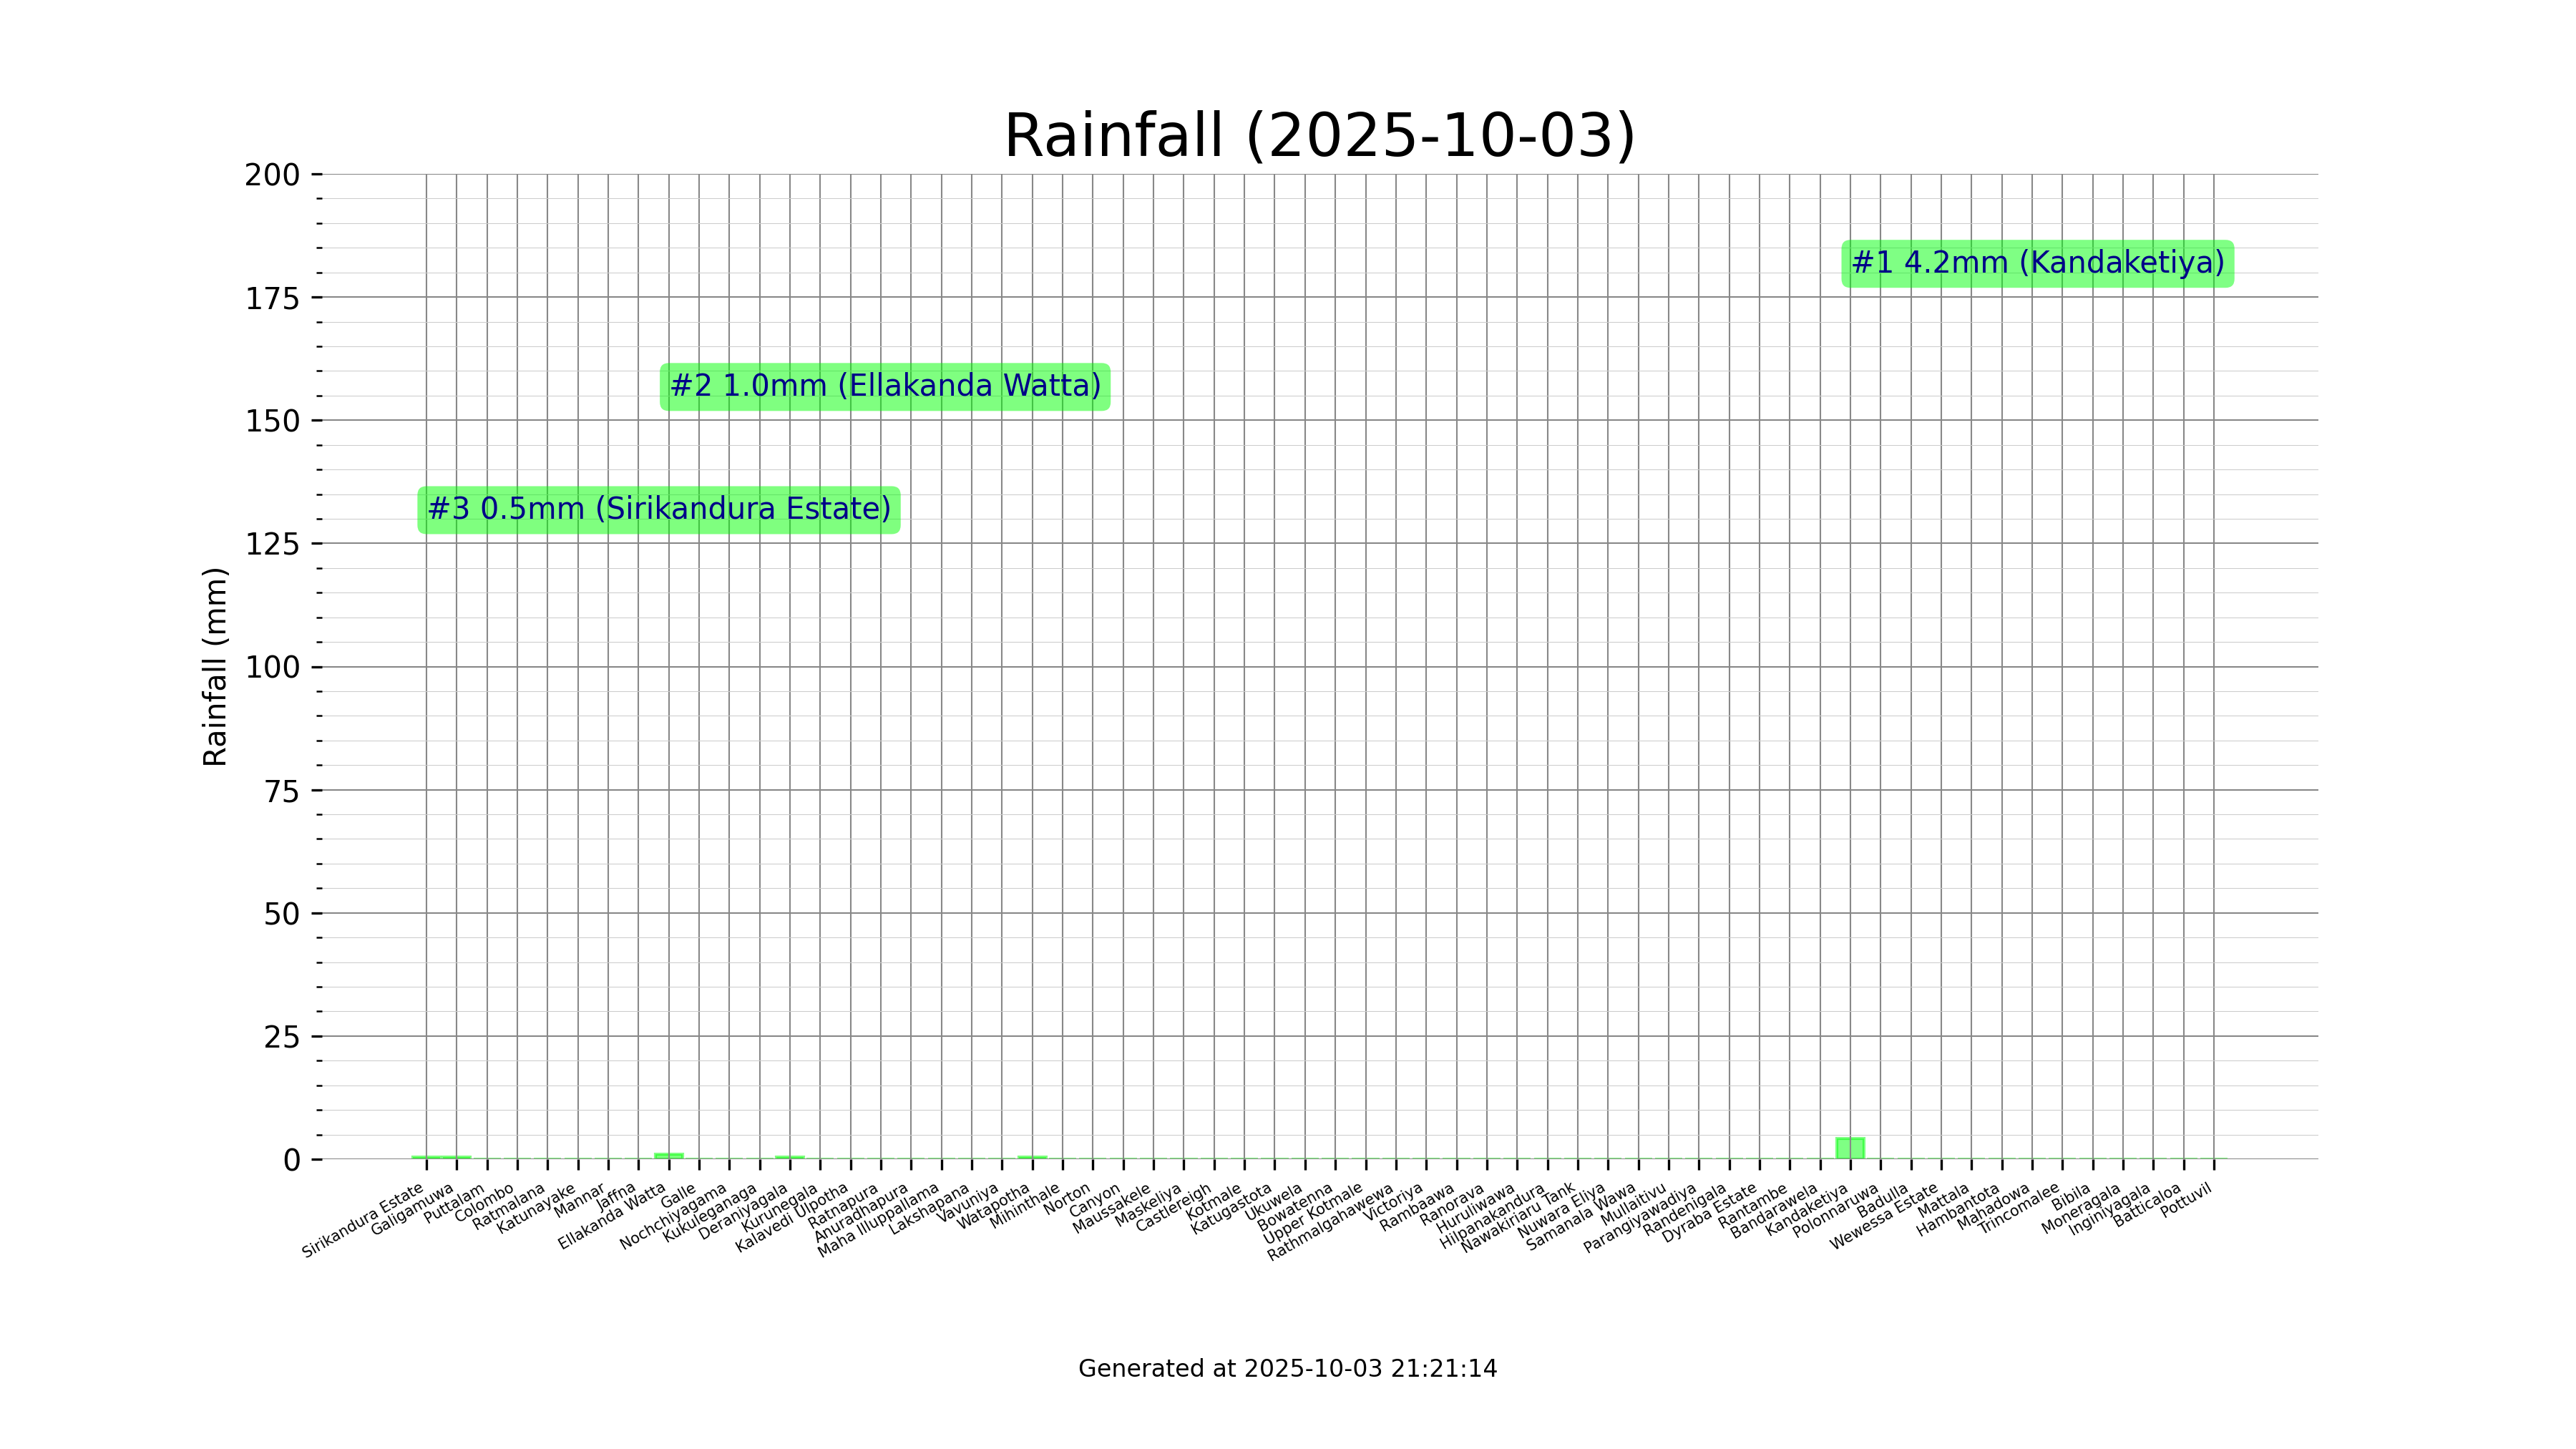 Rainfall (2025-10-03)
200
175
150
125
100
75
50
25
0
Rainfall (mm)
#1 4.2mm (Kandaketiya)
#2 1.0mm (Ellakanda Watta)
#3 0.5mm (Sirikandura Estate)
Sirikandura Estate
Galigamuwa
Puttalam
Colombo
Ratmalana
Katunayake
Mannar
Jaffna
Ellakanda Watta
Galle
Nochchiyagama
Kukuleganaga
Deraniyagala
Kurunegala
Kalavedi Ulpotha
Ratnapura
Anuradhapura
Maha Illuppallama
Lakshapana
Vavuniya
Watapotha
Mihinthale
Norton
Canyon
Maussakele
Maskeliya
Castlereigh
Kotmale
Katugastota
Ukuwela
Bowatenna
Upper Kotmale
Rathmalganawewa
Victoriya
Rambaawa
Ranorava
Huruliwawa
Hilpanakandura
Nawakiriaru Tank
Nuwara Eliya
Samanala Wawa
Mullaitivu
Parangiyawadiya
Randenigala
Dyraba Estate
Rantambe
Bandarawela
Kandaketiya
Polonnaruwa
Badulla
Wewessa Estate
Mattala
Hambantota
Mahadowa
Trincomalee
Bibila
Moneragala
Inginiyagala
Batticaloa
Pottuvil
Generated at 2025-10-03 21:21:14